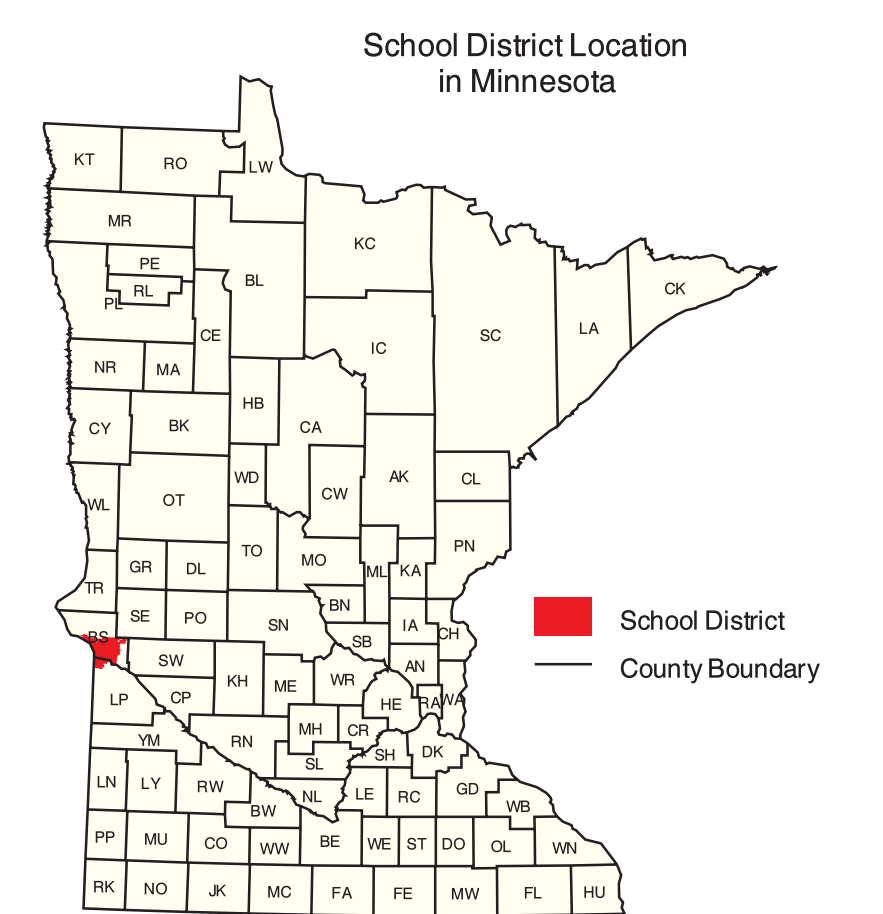 School District Location
in Minnesota
KT
RO
LW
MR
KC
PE
BL
RL
CK
PL
SC
LA
CE
IC
NR
MA
HB
CY
BK
CA
WD
AK
CL
CW
WL
OT
PN
TO
MO
GR
DL
ML
KA
TR
BN
SE
PO
SN
IA
CH
School District
BS
SB
SW
AN
County Boundary
KH
ME
WR
LP
CP
HE
RA
WA
MH
CR
YM
RN
DK
SH
SL
LN
LY
RW
NL
LE
RC
GD
WB
BW
PP
MU
CO
WW
BE
WE
ST
DO
OL
WN
RK
NO
JK
MC
FA
FE
MW
FL
HU